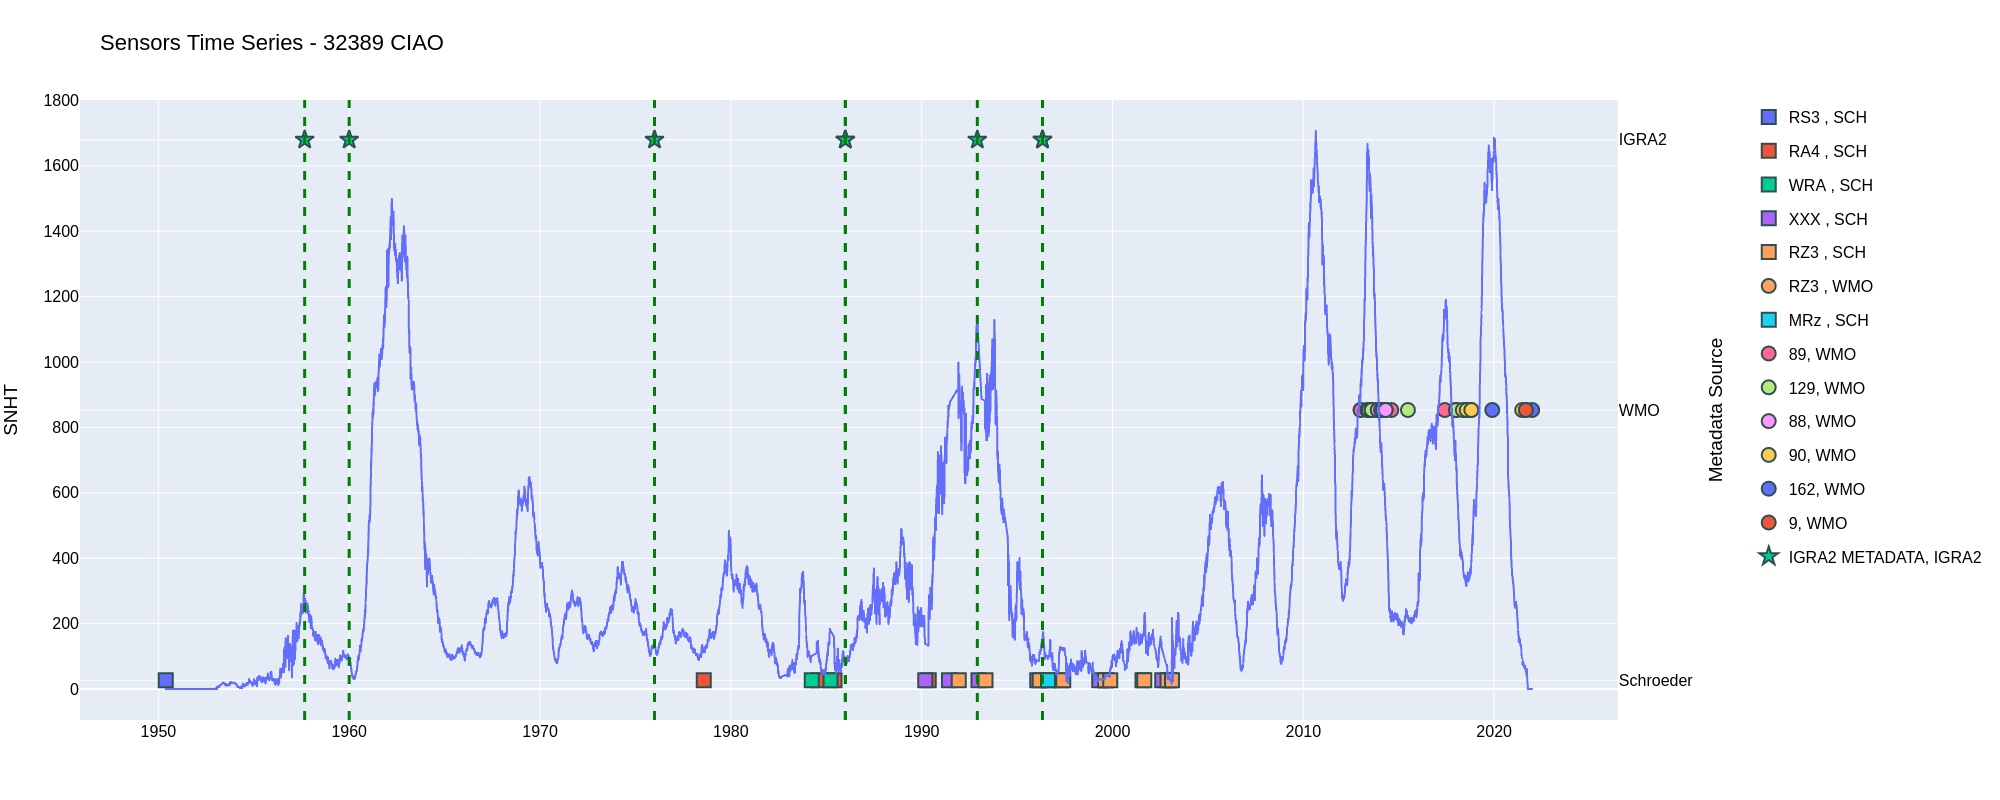 Sensors Time Series - 32389 CIAO
1800
1600
1400
1200
1000
800
600
400
200
0
SNHT
1950
1960
1970
1980
1990
2000
2010
2020
IGRA2
WMO
Schroeder
Metadata Source
RS3 , SCH
RA4 , SCH
WRA , SCH
XXX , SCH
RZ3 , SCH
RZ3 , WMO
MRz , SCH
89, WMO
129, WMO
88, WMO
90, WMO
162, WMO
9, WMO
IGRA2 METADATA, IGRA2